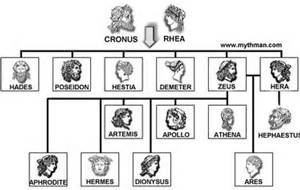 CRONUS RHEA
www.mythman.com
HADES POSEIDON HESTIA DEMETER ZEUS HERA
ARTEMIS APOLLO ATHENA HEPHAESTUS
APHRODITE HERMES DIONYSUS ARES